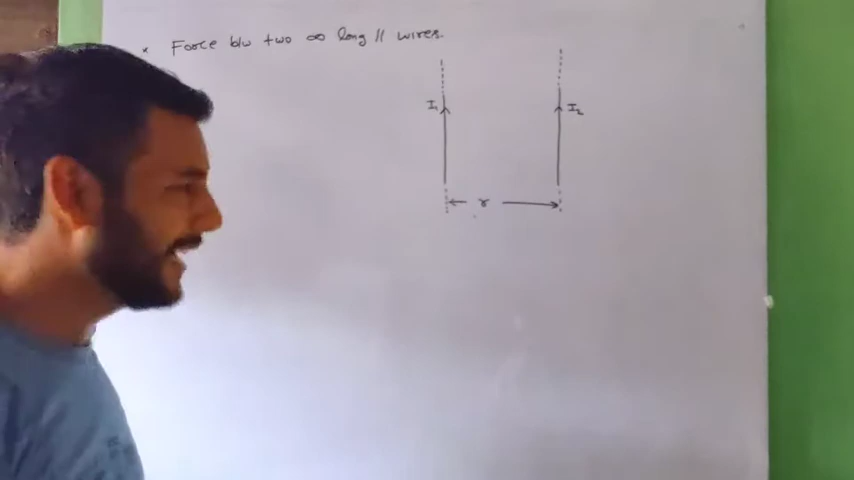 * Force b/w two ∞ long // wires.
I₁ I₂
r